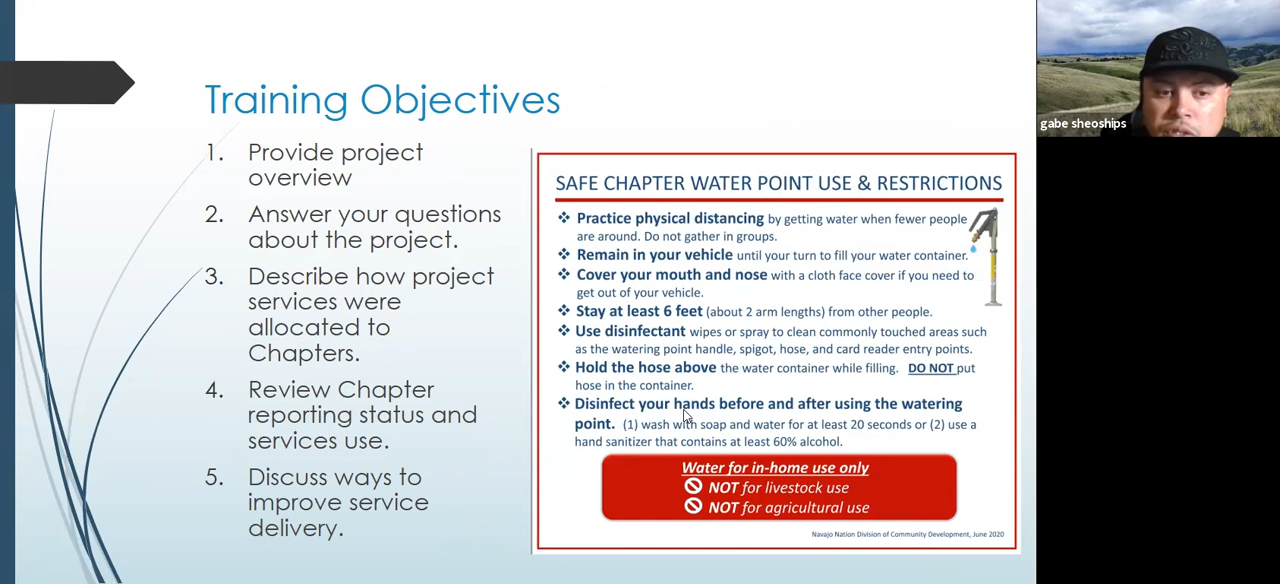 Training Objectives
1. Provide project
overview
2. Answer your questions
about the project.
3. Describe how project
services were
allocated to
Chapters.
4. Review Chapter
reporting status and
services use.
5. Discuss ways to
improve service
delivery.
SAFE CHAPTER WATER POINT USE & RESTRICTIONS
❖ Practice physical distancing by getting water when fewer people
are around. Do not gather in groups.
❖ Remain in your vehicle until your turn to fill your water container.
❖ Cover your mouth and nose with a cloth face cover if you need to
get out of your vehicle.
❖ Stay at least 6 feet (about 2 arm lengths) from other people.
❖ Use disinfectant wipes or spray to clean commonly touched areas such
as the watering point handle, spigot, hose, and card reader entry points.
❖ Hold the hose above the water container while filling. DO NOT put
hose in the container.
❖ Disinfect your hands before and after using the watering
point. (1) wash with soap and water for at least 20 seconds or (2) use a
hand sanitizer that contains at least 60% alcohol.
Water for in-home use only
NOT for livestock use
NOT for agricultural use
Navajo Nation Division of Community Development, June 2020
gabe sheoships